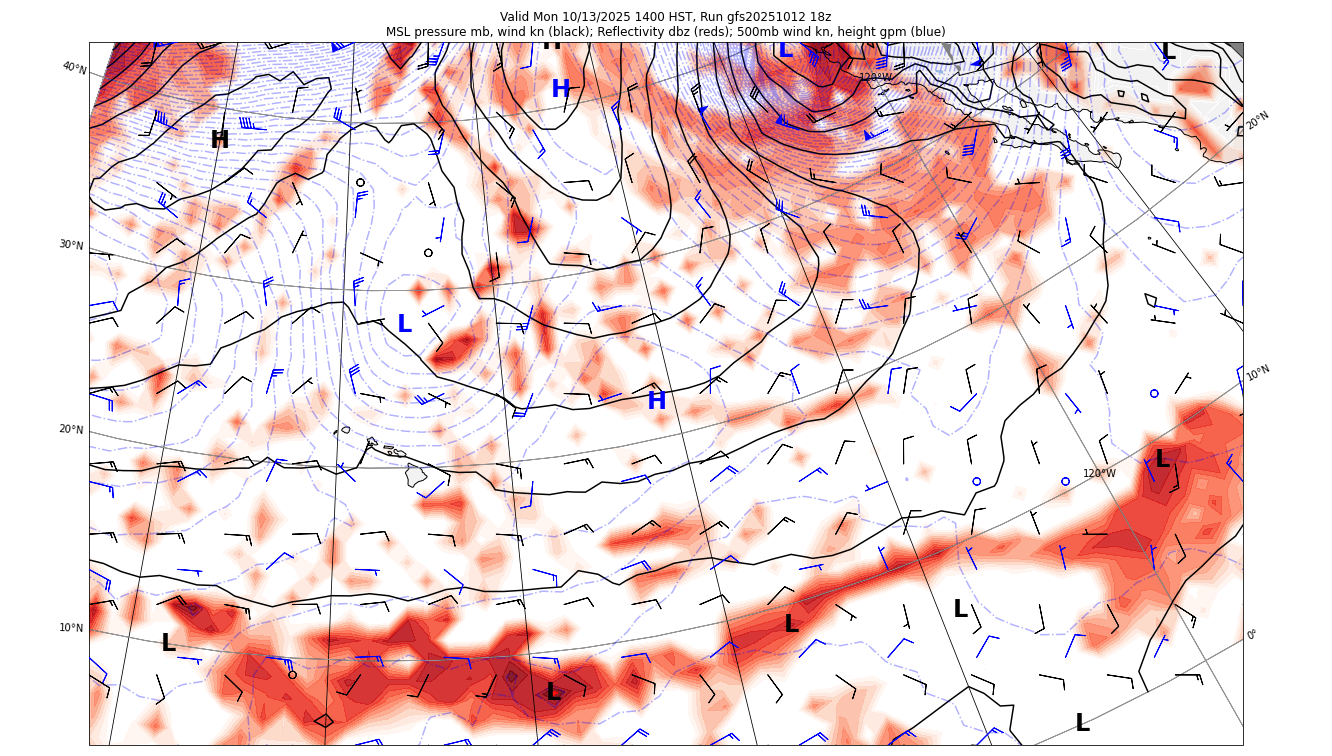 Valid Mon 10/13/2025 1400 HST, Run gfs20251012 18z
MSL pressure mb, wind kn (black); Reflectivity dbz (reds); 500mb wind kn, height gpm (blue)
H
L
L
40°N
120°W
H
20°N
H
30°N
L
10°N
H
20°N
L
120°W
10°N
L
L
L
0°
L
L